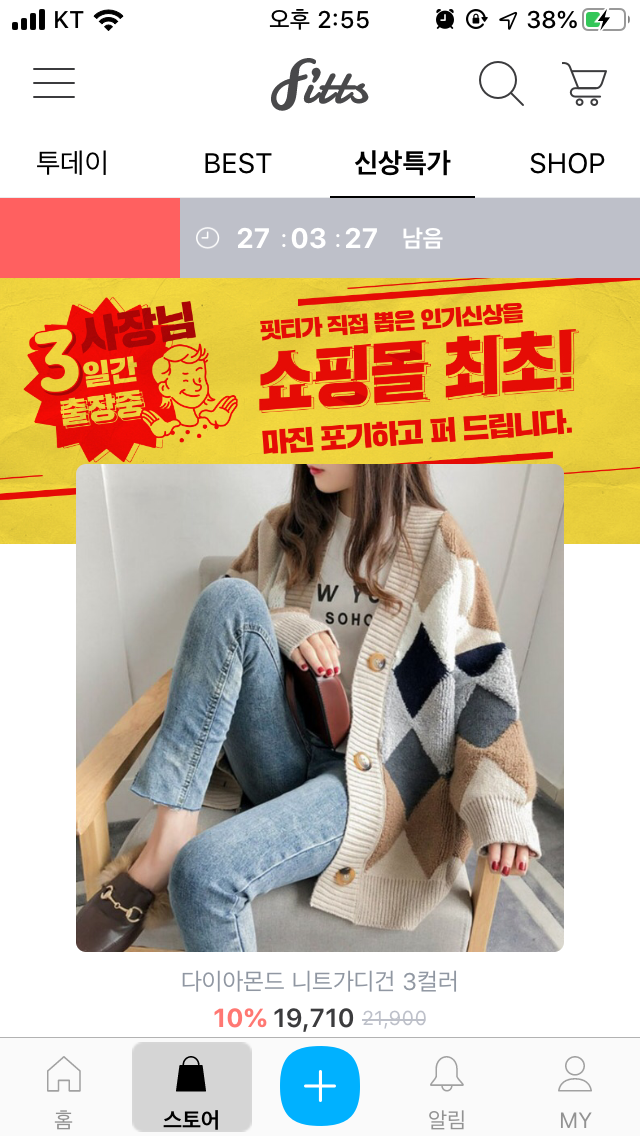 KT 오후 2:55 38%
Fitts
투데이 BEST 신상특가 SHOP
27 : 03 : 27 남음
3 사장님
일간
출장중
핏티가 직접 뽑은 인기신상을
쇼핑몰 최초!
마진 포기하고 퍼 드립니다.
W YO
SOHO
다이아몬드 니트가디건 3컬러
10% 19,710 21,900
홈 스토어 알림 MY